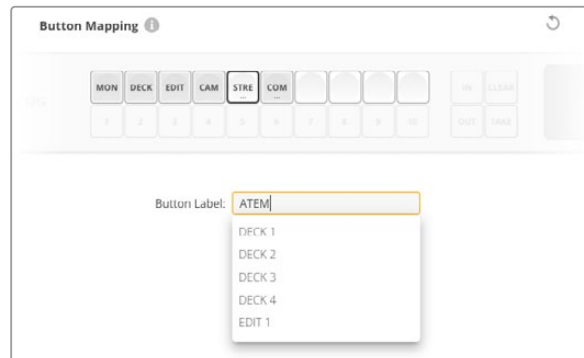 Button Mapping
MON DECK EDIT CAM STRE... COM...
IN CLEAR
1 2 3 4 5 6 7 8 9 10
OUT TAKE
Button Label: ATEM
DECK 1
DECK 2
DECK 3
DECK 4
EDIT 1